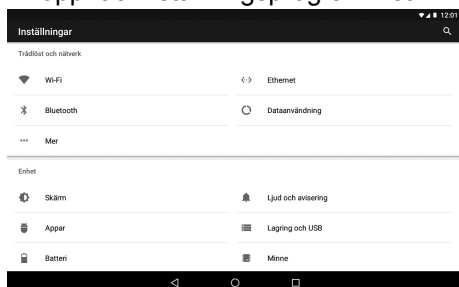 12:01
Inställningar
Trådlöst och nätverk
Wi-Fi
Ethernet
Bluetooth
Dataanvändning
Mer
Enhet
Skärm
Ljud och avisering
Appar
Lagring och USB
Batteri
Minne